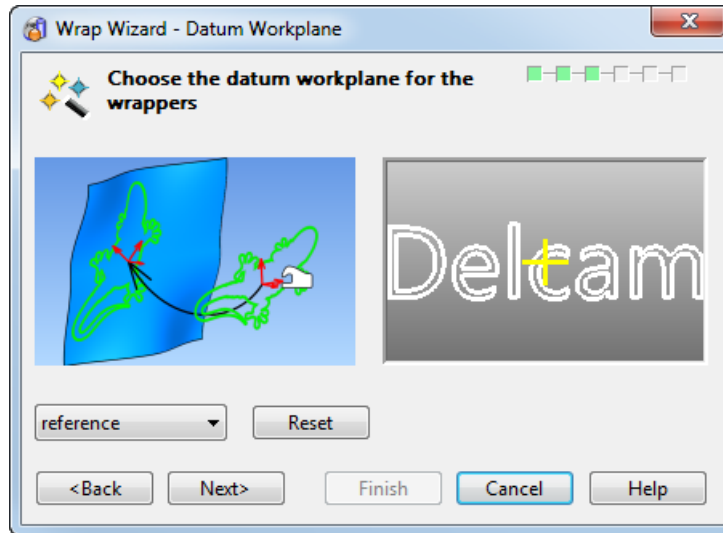 Wrap Wizard - Datum Workplane
Choose the datum workplane for the
wrappers
Delcam
reference
Reset
<Back
Next>
Finish
Cancel
Help